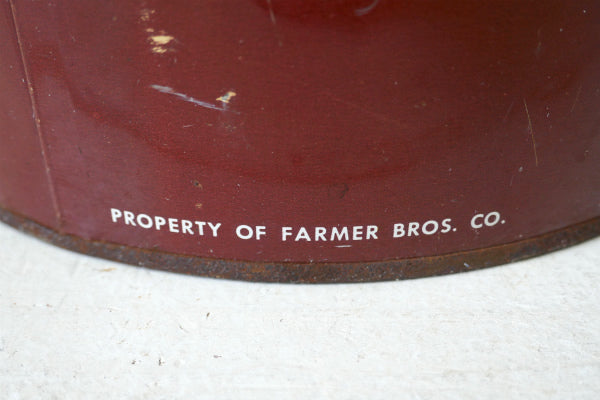 PROPERTY OF FARMER BROS. CO.